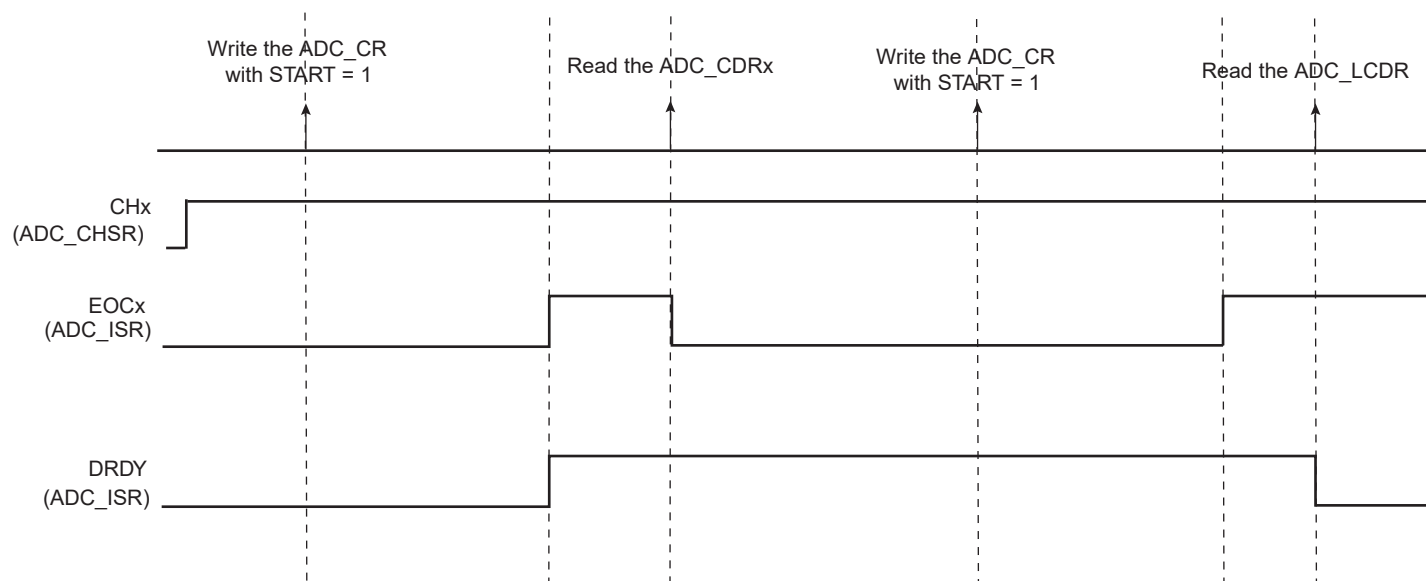 Write the ADC_CR
with START = 1
Read the ADC_CDRx
Write the ADC_CR
with START = 1
Read the ADC_LCDR
CHx
(ADC_CHSR)
EOCx
(ADC_ISR)
DRDY
(ADC_ISR)